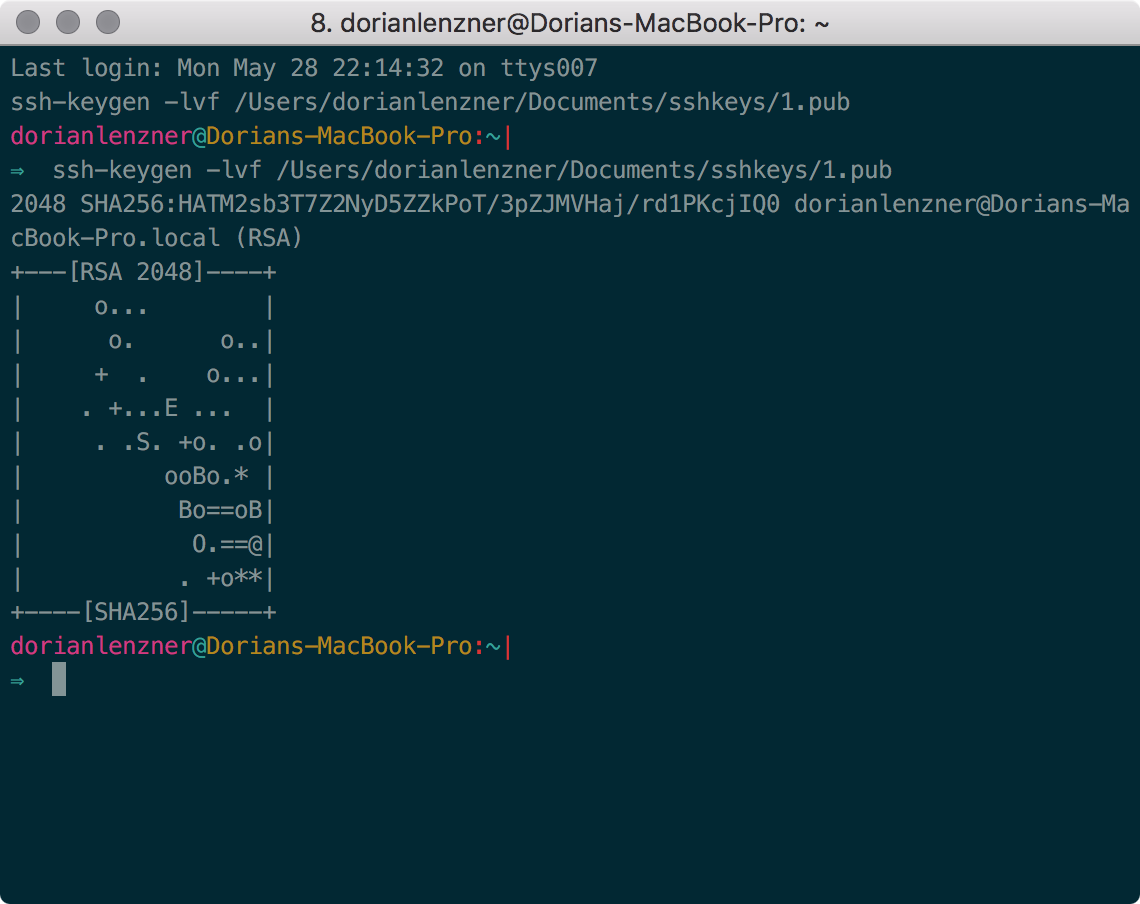 8. dorianlenzner@Dorians-MacBook-Pro: ~
Last login: Mon May 28 22:14:32 on ttys007
ssh-keygen -lvf /Users/dorianlenzner/Documents/sshkeys/1.pub
dorianlenzner@Dorians-MacBook-Pro:~|
⇒  ssh-keygen -lvf /Users/dorianlenzner/Documents/sshkeys/1.pub
2048 SHA256:HATM2sb3T7Z2NyD5ZZkPoT/3pZJMVHaj/rd1PKcjIQ0 dorianlenzner@Dorians-Ma
cBook-Pro.local (RSA)
+---[RSA 2048]----+
|     o...        |
|      o.      o..|
|     +  .    o...|
|    . +...E ...  |
|     . .S. +o. .o|
|          ooBo.* |
|           Bo==oB|
|            O.==@|
|           . +o**|
+----[SHA256]-----+
dorianlenzner@Dorians-MacBook-Pro:~|
⇒